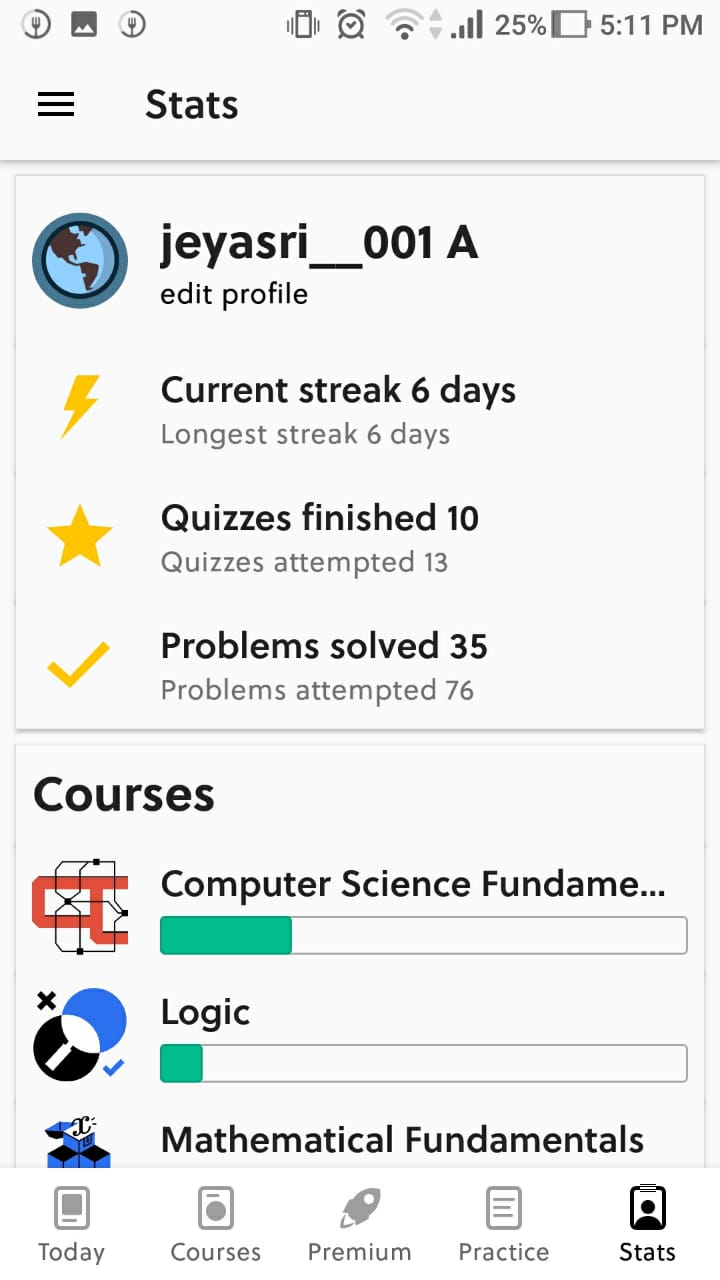 25% 5:11 PM
Stats
jeyasri__001 A
edit profile
Current streak 6 days
Longest streak 6 days
Quizzes finished 10
Quizzes attempted 13
Problems solved 35
Problems attempted 76
Courses
Computer Science Fundame...
Logic
Mathematical Fundamentals
Today Courses Premium Practice Stats